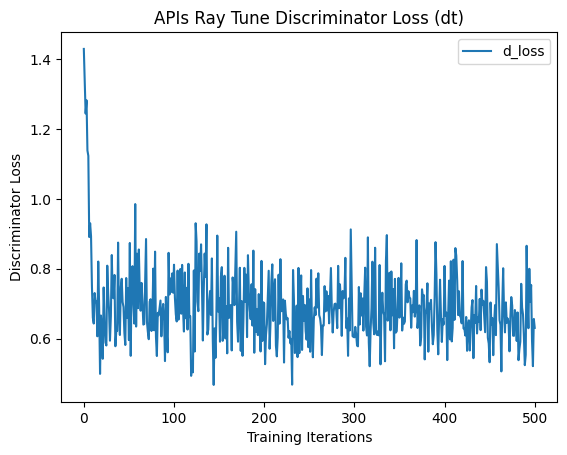 APIs Ray Tune Discriminator Loss (dt)
d_loss
Discriminator Loss
1.4
1.2
1.0
0.8
0.6
0 100 200 300 400 500
Training Iterations